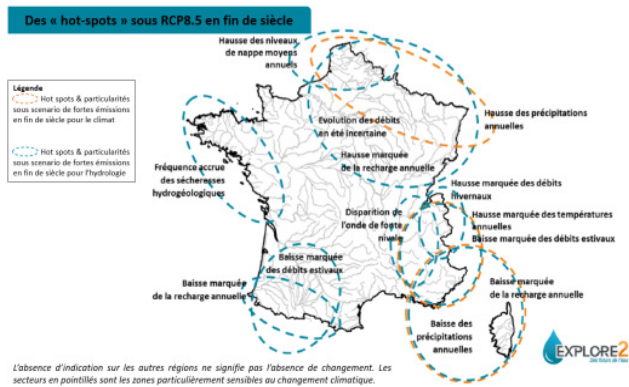 Des « hot-spots » sous RCP8.5 en fin de siècle
Hausse des niveaux
de nappe moyens
annuels
Légende
Hot spots & particularités
sous scenario de fortes émissions
en fin de siècle pour le climat
Hot spots & particularités
sous scenario de fortes émissions
en fin de siècle pour l'hydrologie
Hausse des précipitations
annuelles
Evolution des débits
en été incertaine
Hausse marquée
de la recharge annuelle
Fréquence accrue
des sécheresses
hydrogéologiques
Hausse marquée des débits
hivernaux
Disparition de
l'onde de fonte
nivale
Hausse marquée des températures
annuelles
Baisse marquée des débits estivaux
Baisse marquée
des débits estivaux
Baisse marquée
de la recharge annuelle
Baisse marquée
de la recharge annuelle
Baisse des
précipitations
annuelles
EXPLORE2
Des futurs de l'eau
L'absence d'indication sur les autres régions ne signifie pas l'absence de changement. Les
secteurs en pointillés sont les zones particulièrement sensibles au changement climatique.